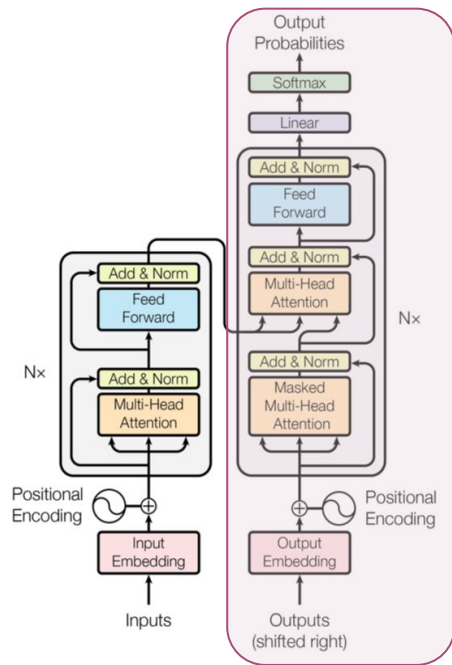 Output
Probabilities
Softmax
Linear
Add & Norm
Feed
Forward
Add & Norm
Multi-Head
Attention
Nx
Add & Norm
Masked
Multi-Head
Attention
Positional
Encoding
Output
Embedding
Outputs
(shifted right)
Add & Norm
Feed
Forward
Nx
Add & Norm
Multi-Head
Attention
Positional
Encoding
Input
Embedding
Inputs